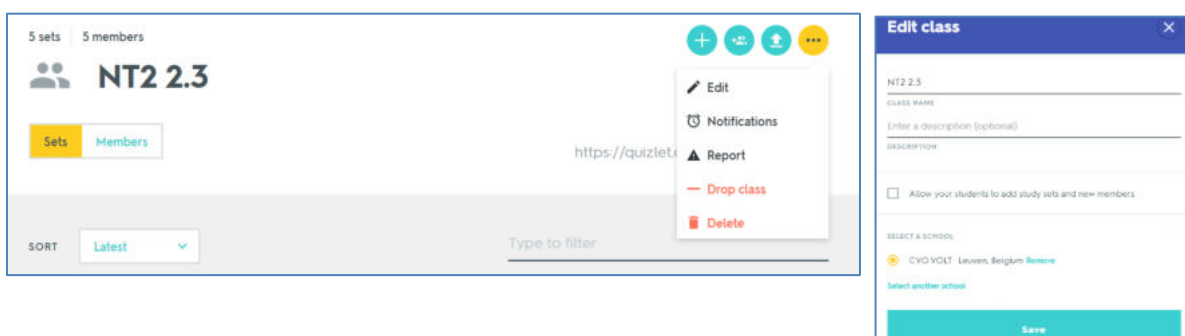 5 sets 5 members
NT2 2.3
Sets Members
https://quizlet.
Edit
Notifications
Report
Drop class
Delete
SORT Latest
Type to filter
Edit class
NT2 2.3
CLASS NAME
Enter a description (optional)
DESCRIPTION
Allow your students to add study sets and new members
SELECT A SCHOOL
CVO VOLT · Leuven, Belgium Remove
Select another school
Save